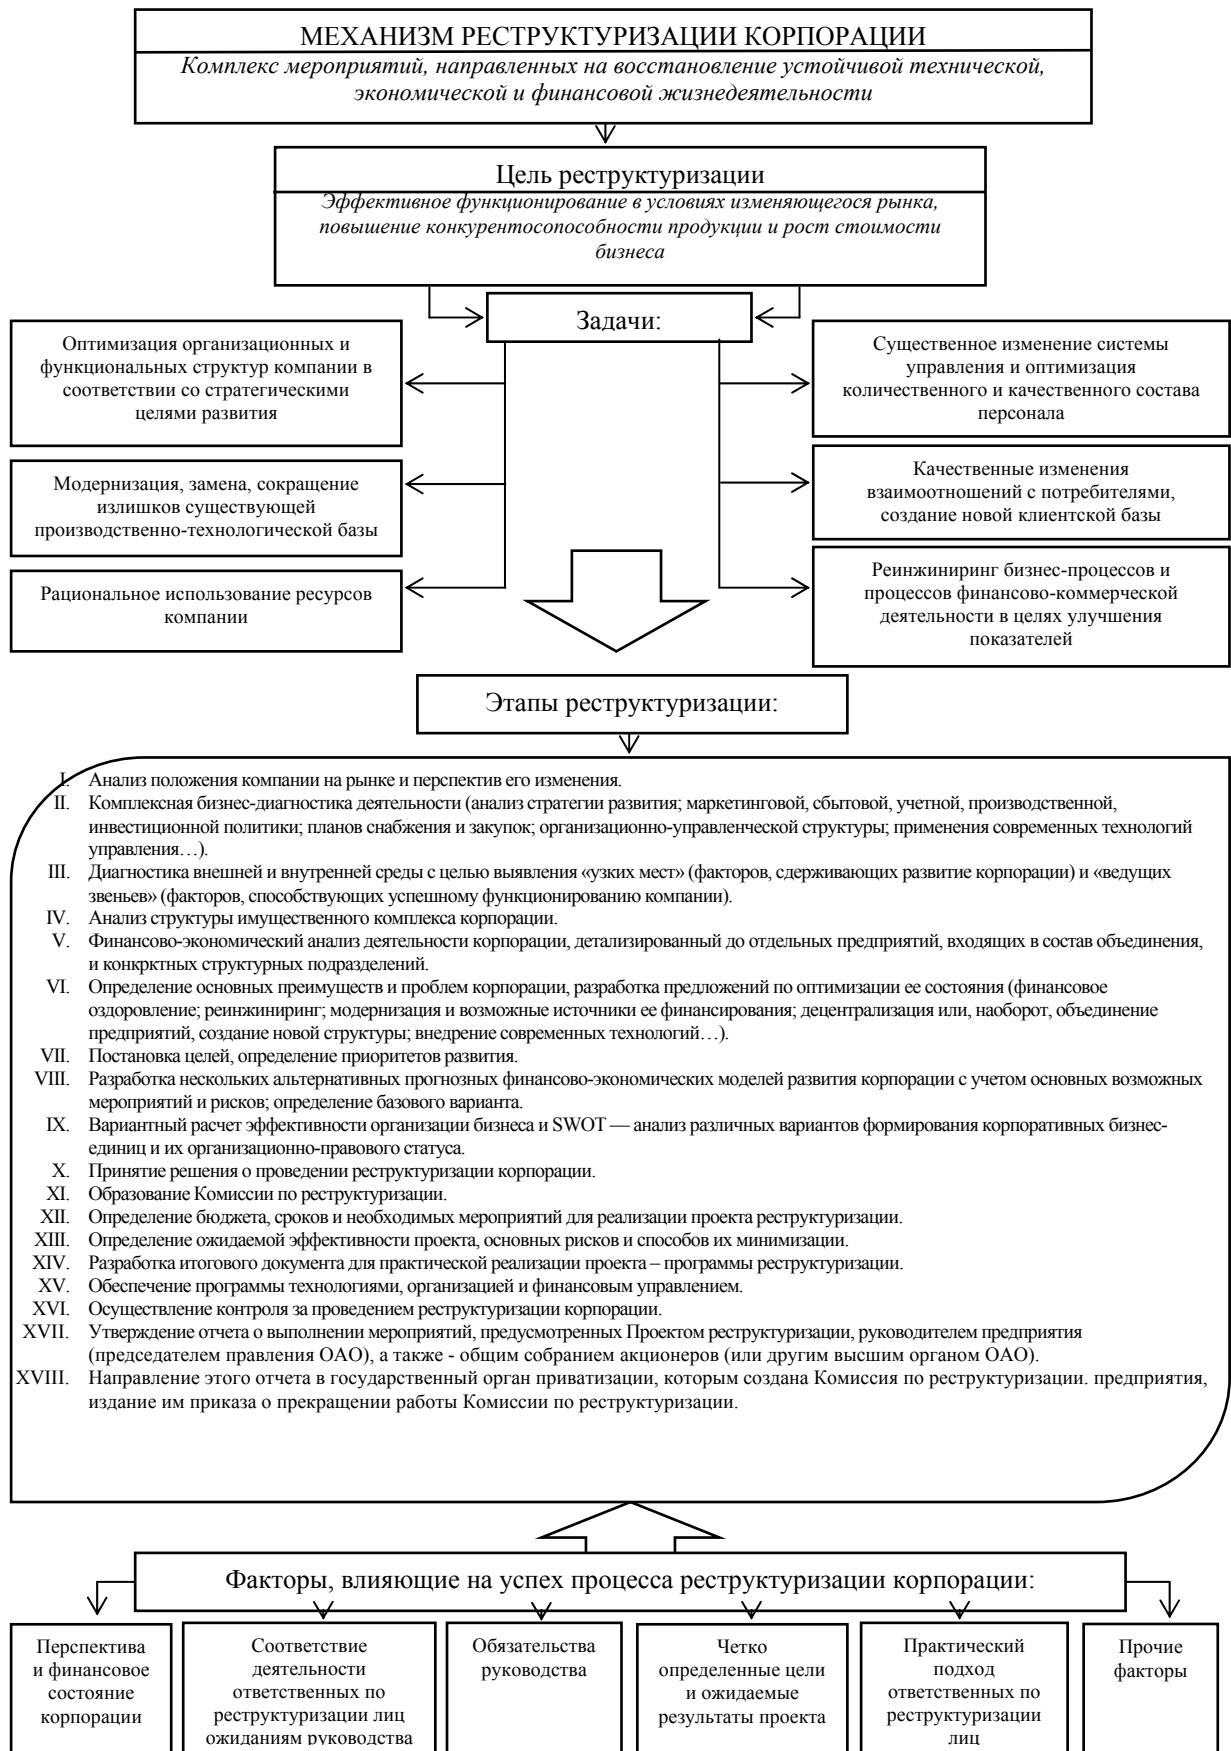 МЕХАНИЗМ РЕСТРУКТУРИЗАЦИИ КОРПОРАЦИИ
Комплекс мероприятий, направленных на восстановление устойчивой технической,
экономической и финансовой жизнедеятельности
Цель реструктуризации
Эффективное функционирование в условиях изменяющегося рынка,
повышение конкурентосопособности продукции и рост стоимости
бизнеса
Задачи:
Оптимизация организационных и
функциональных структур компании в
соответствии со стратегическими
целями развития
Модернизация, замена, сокращение
излишков существующей
производственно-технологической базы
Рациональное использование ресурсов
компании
Существенное изменение системы
управления и оптимизация
количественного и качественного состава
персонала
Качественные изменения
взаимоотношений с потребителями,
создание новой клиентской базы
Реинжиниринг бизнес-процессов и
процессов финансово-коммерческой
деятельности в целях улучшения
показателей
Этапы реструктуризации:
I. Анализ положения компании на рынке и перспектив его изменения.
II. Комплексная бизнес-диагностика деятельности (анализ стратегии развития; маркетинговой, сбытовой, учетной, производственной,
инвестиционной политики; планов снабжения и закупок; организационно-управленческой структуры; применения современных технологий
управления…).
III. Диагностика внешней и внутренней среды с целью выявления «узких мест» (факторов, сдерживающих развитие корпорации) и «ведущих
звеньев» (факторов, способствующих успешному функционированию компании).
IV. Анализ структуры имущественного комплекса корпорации.
V. Финансово-экономический анализ деятельности корпорации, детализированный до отдельных предприятий, входящих в состав объединения,
и конкрктных структурных подразделений.
VI. Определение основных преимуществ и проблем корпорации, разработка предложений по оптимизации ее состояния (финансовое
оздоровление; реинжиниринг; модернизация и возможные источники ее финансирования; децентрализация или, наоборот, объединение
предприятий, создание новой структуры; внедрение современных технологий…).
VII. Постановка целей, определение приоритетов развития.
VIII. Разработка нескольких альтернативных прогнозных финансово-экономических моделей развития корпорации с учетом основных возможных
мероприятий и рисков; определение базового варианта.
IX. Вариантный расчет эффективности организации бизнеса и SWOT — анализ различных вариантов формирования корпоративных бизнес-
единиц и их организационно-правового статуса.
X. Принятие решения о проведении реструктуризации корпорации.
XI. Образование Комиссии по реструктуризации.
XII. Определение бюджета, сроков и необходимых мероприятий для реализации проекта реструктуризации.
XIII. Определение ожидаемой эффективности проекта, основных рисков и способов их минимизации.
XIV. Разработка итогового документа для практической реализации проекта – программы реструктуризации.
XV. Обеспечение программы технологиями, организацией и финансовым управлением.
XVI. Осуществление контроля за проведением реструктуризации корпорации.
XVII. Утверждение отчета о выполнении мероприятий, предусмотренных Проектом реструктуризации, руководителем предприятия
(председателем правления ОАО), а также - общим собранием акционеров (или другим высшим органом ОАО).
XVIII. Направление этого отчета в государственный орган приватизации, которым создана Комиссия по реструктуризации. предприятия,
издание им приказа о прекращении работы Комиссии по реструктуризации.
Факторы, влияющие на успех процесса реструктуризации корпорации:
Перспектива
и финансовое
состояние
корпорации
Соответствие
деятельности
ответственных по
реструктуризации лиц
ожиданиям руководства
Обязательства
руководства
Четко
определенные цели
и ожидаемые
результаты проекта
Практический
подход
ответственных по
реструктуризации
лиц
Прочие
факторы